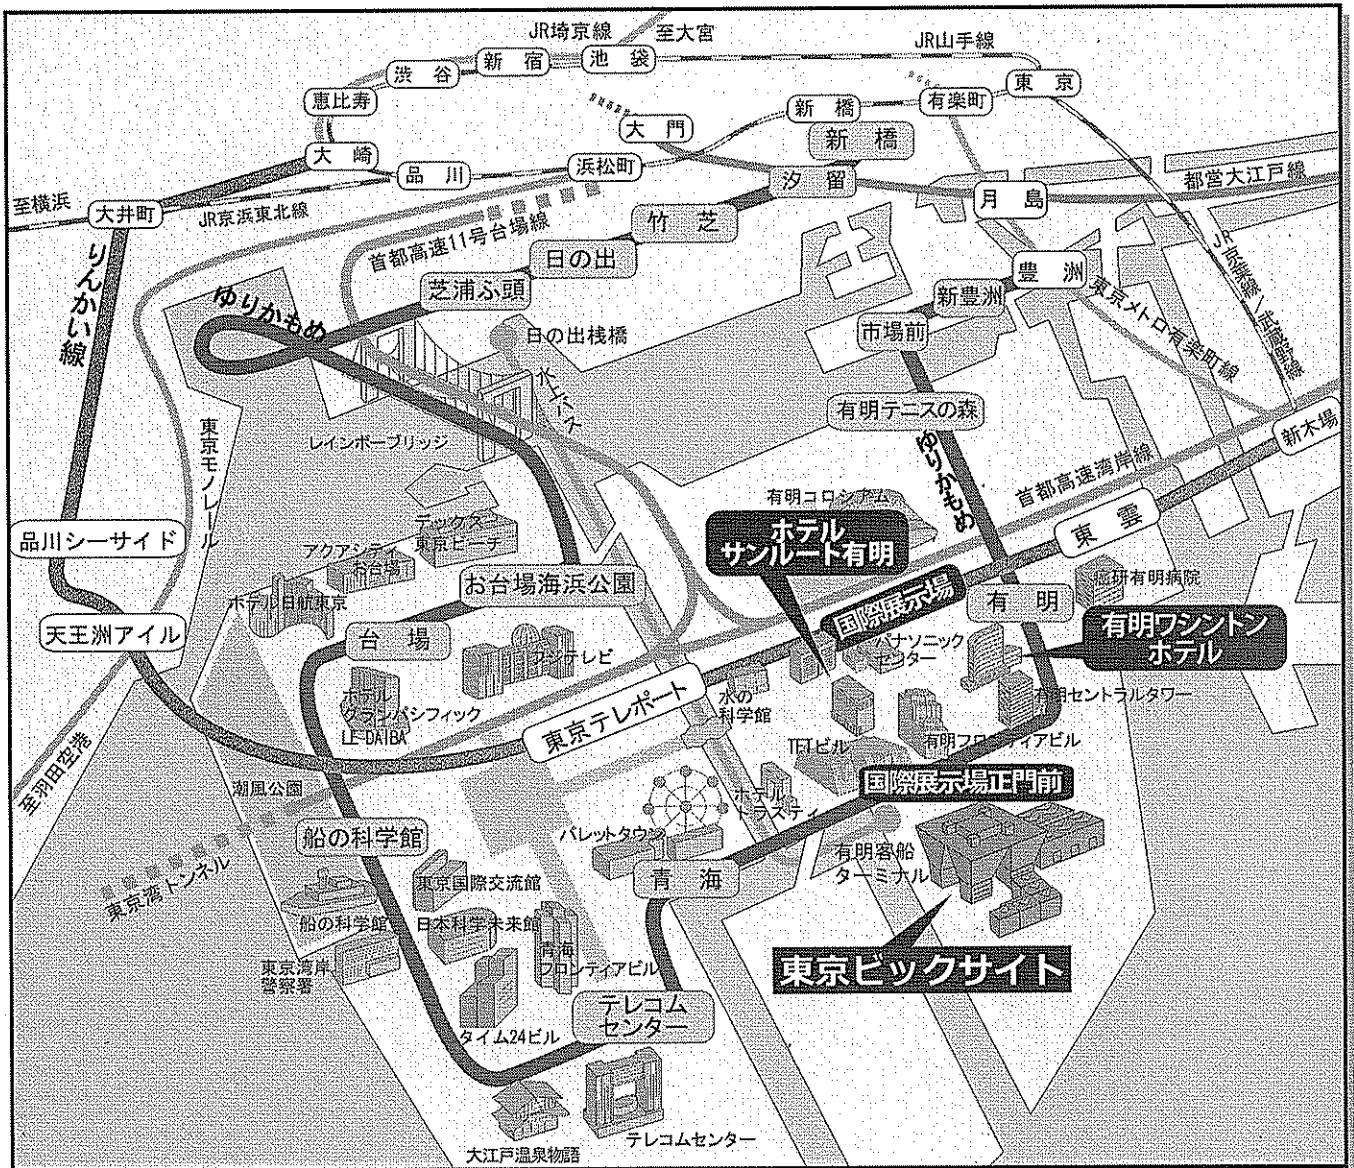 JR埼京線
至大宮
JR山手線
新宿
池袋
渋谷
東京
恵比寿
新橋
有楽町
大門
新橋
大崎
品川
浜松町
汐留
都営大江戸線
月島
至横浜
大井町
JR京浜東北線
竹芝
首都高速11号台場線
日の出
豊洲
JR京葉線／武蔵野線
りんかい線
芝浦ふ頭
新豊洲
東京メトロ有楽町線
ゆりかもめ
日の出桟橋
市場前
水上バス
有明テニスの森
新木場
レインボーブリッジ
東京モノレール
ゆりかもめ
首都高速湾岸線
有明コロシアム
デックス
東京ビーチ
ホテル
サンルート有明
東雲
品川シーサイド
アクアシティ
お台場
お台場海浜公園
国際展示場
癌研有明病院
ホテル日航東京
有明
天王洲アイル
台場
フジテレビ
パナソニック
センター
有明ワシントン
ホテル
ホテル
グランパシフィック
LE DAIBA
東京テレポート
水の
科学館
有明セントラルタワー
TFTビル
有明フロンティアビル
至羽田空港
潮風公園
国際展示場正門前
ホテル
トラスティ
船の科学館
パレットタウン
有明客船
ターミナル
東京湾トンネル
東京国際交流館
青海
船の科学館
日本科学未来館
青海
フロンティアビル
東京湾岸
警察署
東京ビックサイト
テレコム
センター
タイム24ビル
大江戸温泉物語
テレコムセンター